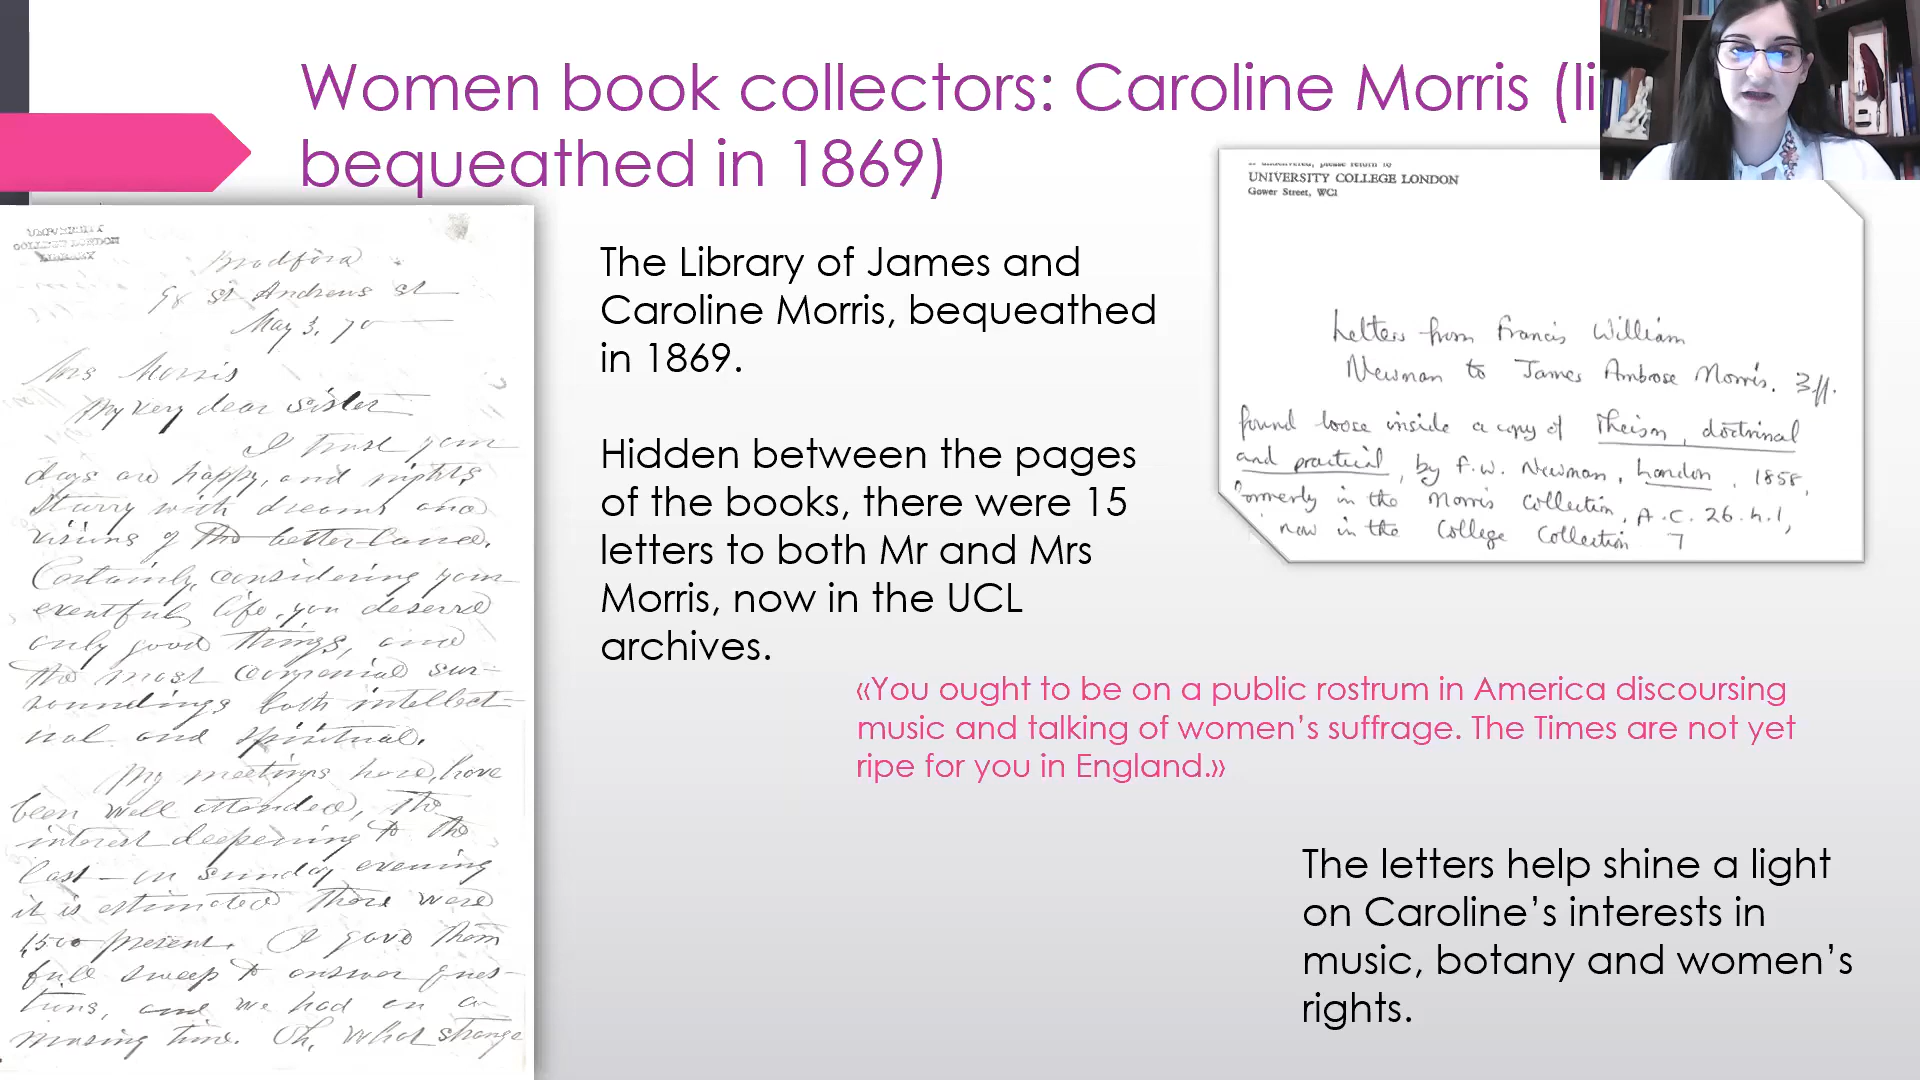 Women book collectors: Caroline Morris (li
bequeathed in 1869)
UNIVERSITY
COLLEGE LONDON
LIBRARY
Bradford
98 St Andrews st
May 3. 70
Mrs Morris
My very dear sister
I trust your
days are happy, and nights
starry with dreams and
visions of the better land.
Certainly, considering your
eventful life, you deserve
only good things, and
the most congenial sur-
roundings both intellect-
ual and spiritual.
My meetings here, have
been well attended, the
interest deepening to the
last — on sunday evening
it is estimated there were
1,500 present. I gave them
full sweep to answer ques-
tions, and we had an a-
musing time. Oh, what strange
The Library of James and
Caroline Morris, bequeathed
in 1869.
Hidden between the pages
of the books, there were 15
letters to both Mr and Mrs
Morris, now in the UCL
archives.
If undelivered, please return to
UNIVERSITY COLLEGE LONDON
Gower Street, WC1
Letters from Francis William
Newman to James Ambrose Morris. 3ff.
found loose inside a copy of Theism, doctrinal
and practical, by F.W. Newman, London, 1858,
formerly in the Morris Collection, A.C. 26.h.1,
now in the College Collection
«You ought to be on a public rostrum in America discoursing
music and talking of women’s suffrage. The Times are not yet
ripe for you in England.»
The letters help shine a light
on Caroline’s interests in
music, botany and women’s
rights.